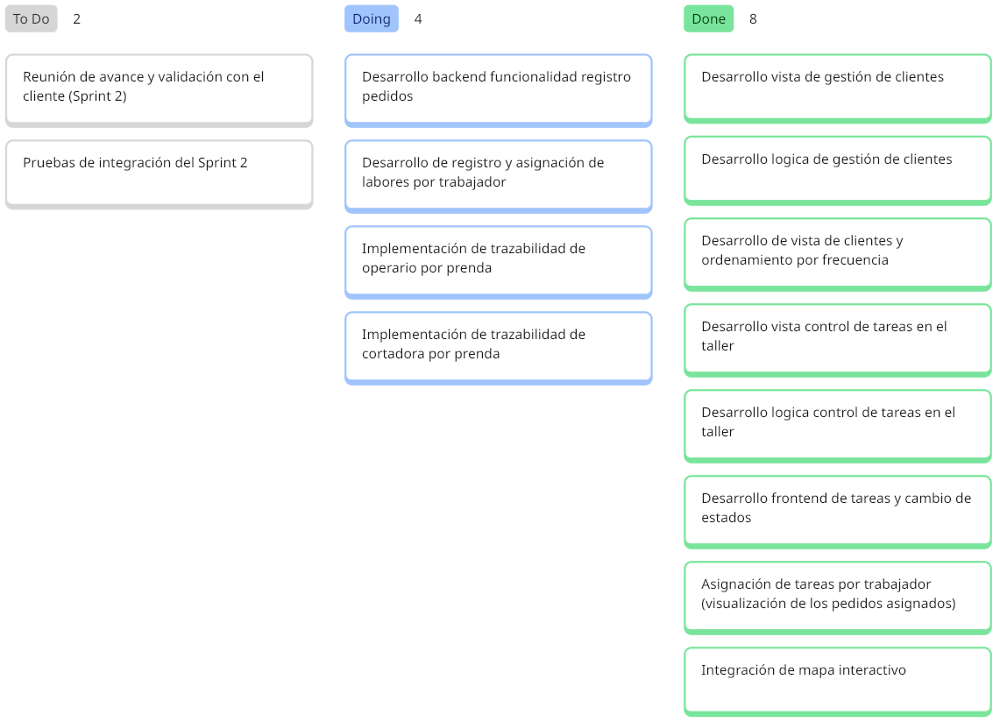 To Do 2
Reunión de avance y validación con el
cliente (Sprint 2)
Pruebas de integración del Sprint 2
Doing 4
Desarrollo backend funcionalidad registro
pedidos
Desarrollo de registro y asignación de
labores por trabajador
Implementación de trazabilidad de
operario por prenda
Implementación de trazabilidad de
cortadora por prenda
Done 8
Desarrollo vista de gestión de clientes
Desarrollo logica de gestión de clientes
Desarrollo de vista de clientes y
ordenamiento por frecuencia
Desarrollo vista control de tareas en el
taller
Desarrollo logica control de tareas en el
taller
Desarrollo frontend de tareas y cambio de
estados
Asignación de tareas por trabajador
(visualización de los pedidos asignados)
Integración de mapa interactivo